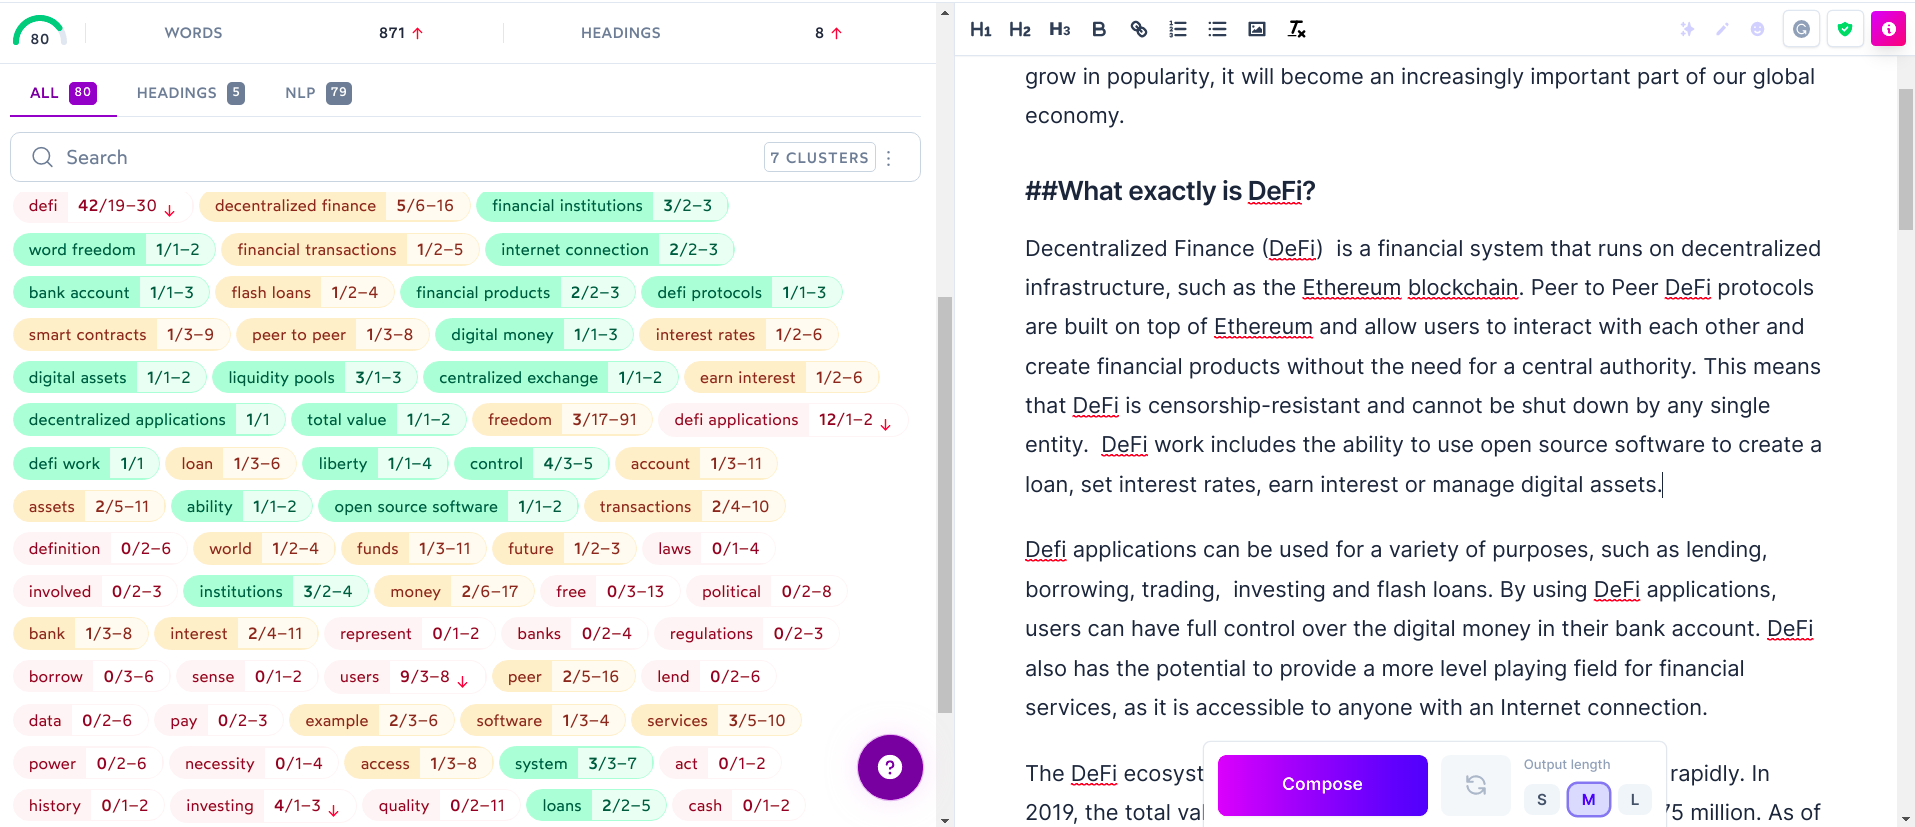 80 WORDS 871 ↑ HEADINGS 8 ↑
ALL 80 HEADINGS 5 NLP 79
Search 7 CLUSTERS
defi 42/19–30 ↓ decentralized finance 5/6–16 financial institutions 3/2–3
word freedom 1/1–2 financial transactions 1/2–5 internet connection 2/2–3
bank account 1/1–3 flash loans 1/2–4 financial products 2/2–3 defi protocols 1/1–3
smart contracts 1/3–9 peer to peer 1/3–8 digital money 1/1–3 interest rates 1/2–6
digital assets 1/1–2 liquidity pools 3/1–3 centralized exchange 1/1–2 earn interest 1/2–6
decentralized applications 1/1 total value 1/1–2 freedom 3/17–91 defi applications 12/1–2 ↓
defi work 1/1 loan 1/3–6 liberty 1/1–4 control 4/3–5 account 1/3–11
assets 2/5–11 ability 1/1–2 open source software 1/1–2 transactions 2/4–10
definition 0/2–6 world 1/2–4 funds 1/3–11 future 1/2–3 laws 0/1–4
involved 0/2–3 institutions 3/2–4 money 2/6–17 free 0/3–13 political 0/2–8
bank 1/3–8 interest 2/4–11 represent 0/1–2 banks 0/2–4 regulations 0/2–3
borrow 0/3–6 sense 0/1–2 users 9/3–8 ↓ peer 2/5–16 lend 0/2–6
data 0/2–6 pay 0/2–3 example 2/3–6 software 1/3–4 services 3/5–10
power 0/2–6 necessity 0/1–4 access 1/3–8 system 3/3–7 act 0/1–2
history 0/1–2 investing 4/1–3 ↓ quality 0/2–11 loans 2/2–5 cash 0/1–2
?
H1 H2 H3 B
grow in popularity, it will become an increasingly important part of our global
economy.
##What exactly is DeFi?
Decentralized Finance (DeFi)  is a financial system that runs on decentralized
infrastructure, such as the Ethereum blockchain. Peer to Peer DeFi protocols
are built on top of Ethereum and allow users to interact with each other and
create financial products without the need for a central authority. This means
that DeFi is censorship-resistant and cannot be shut down by any single
entity.  DeFi work includes the ability to use open source software to create a
loan, set interest rates, earn interest or manage digital assets.
Defi applications can be used for a variety of purposes, such as lending,
borrowing, trading,  investing and flash loans. By using DeFi applications,
users can have full control over the digital money in their bank account. DeFi
also has the potential to provide a more level playing field for financial
services, as it is accessible to anyone with an Internet connection.
The DeFi rapidly. In
2019, the total million. As of
Compose
Output length
S M L